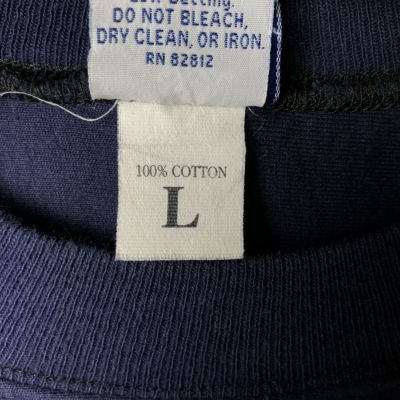 DO NOT BLEACH,
DRY CLEAN, OR IRON.
RN 82812
100% COTTON
L